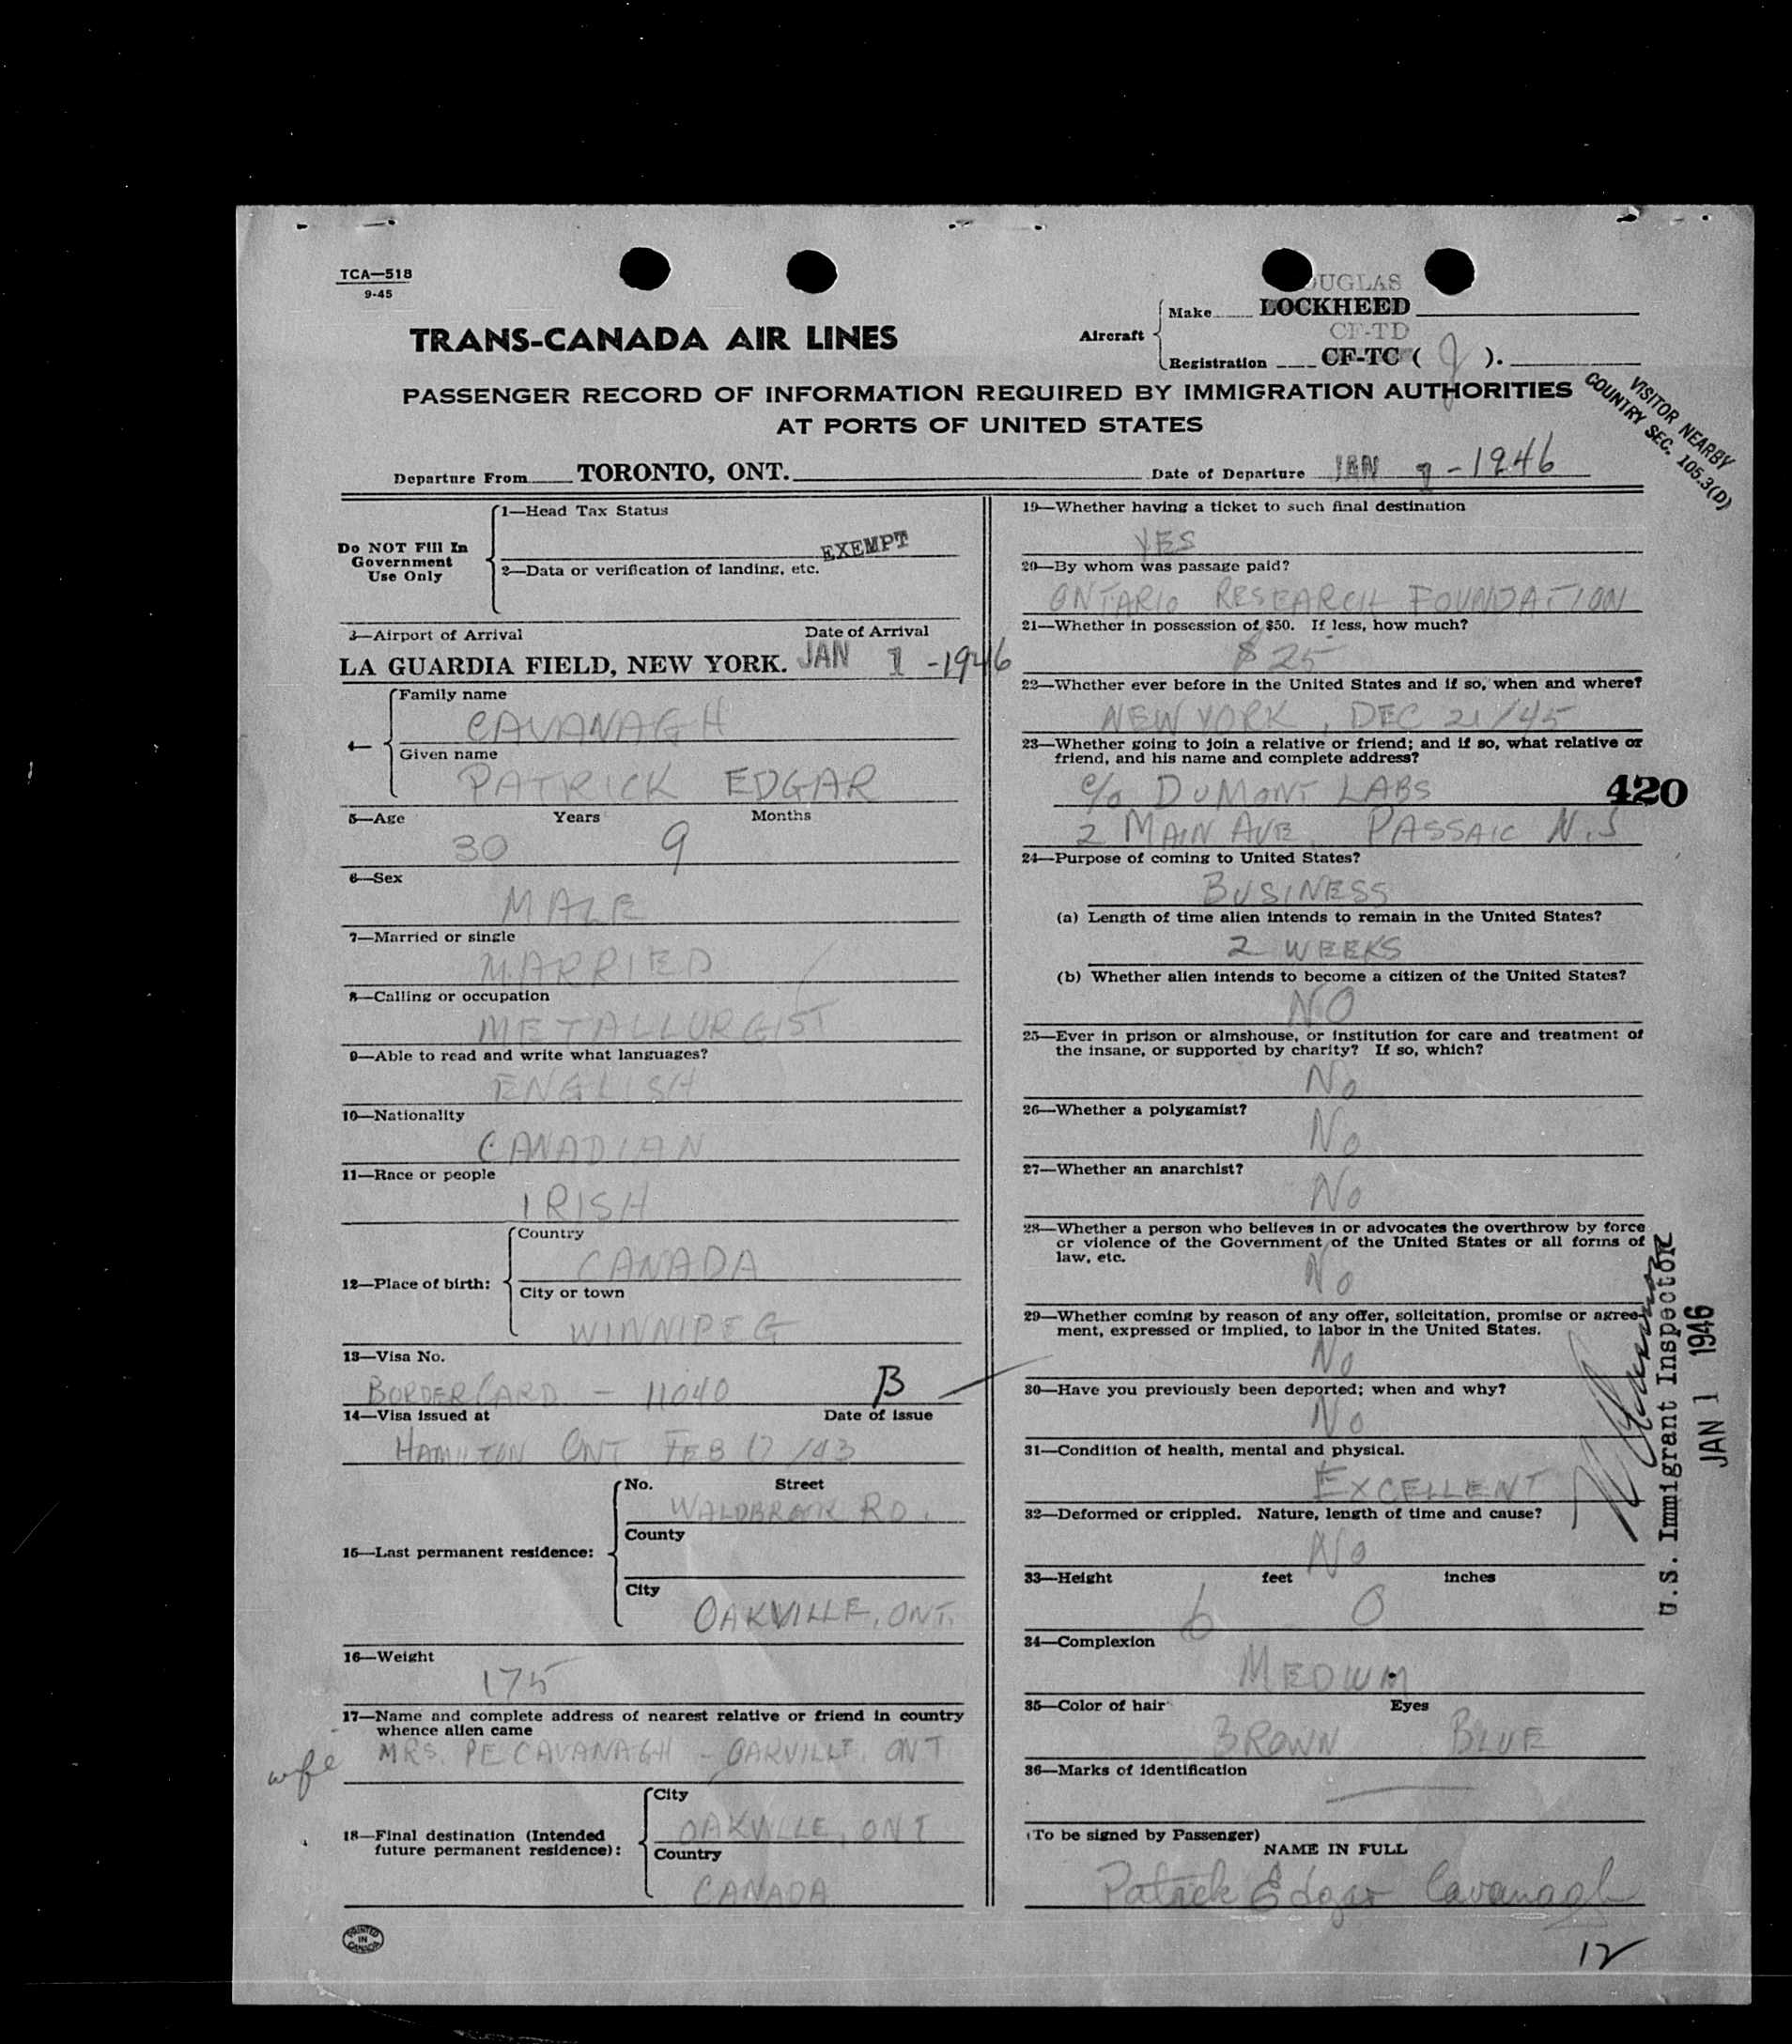 TCA—518
9-45
TRANS-CANADA AIR LINES
Aircraft
OUGLAS
Make LOCKHEED
CF-TD
Registration CF-TC ( J ).
PASSENGER RECORD OF INFORMATION REQUIRED BY IMMIGRATION AUTHORITIES
AT PORTS OF UNITED STATES
VISITOR NEARBY
COUNTRY SEC. 105.3(D)
Departure From TORONTO, ONT. Date of Departure JAN 1 - 1946
Do NOT Fill In
Government
Use Only
1—Head Tax Status
EXEMPT
2—Data or verification of landing, etc.
3—Airport of Arrival Date of Arrival
LA GUARDIA FIELD, NEW YORK. JAN 1 - 1946
4—
Family name
CAVANAGH
Given name
PATRICK EDGAR
5—Age Years Months
30 9
6—Sex
MALE
7—Married or single
MARRIED
8—Calling or occupation
METALLURGIST
9—Able to read and write what languages?
ENGLISH
10—Nationality
CANADIAN
11—Race or people
IRISH
12—Place of birth:
Country
CANADA
City or town
WINNIPEG
13—Visa No.
BORDER CARD — 11040 B
14—Visa issued at Date of issue
HAMILTON ONT FEB 17/43
15—Last permanent residence:
No. Street
WALDBROOK RD.
County
City
OAKVILLE, ONT.
16—Weight
175
17—Name and complete address of nearest relative or friend in country
whence alien came
wife MRS. PE CAVANAGH - OAKVILLE, ONT
18—Final destination (Intended
future permanent residence):
City
OAKVILLE, ONT
Country
CANADA
PRINTED
IN
CANADA
19—Whether having a ticket to such final destination
YES
20—By whom was passage paid?
ONTARIO RESEARCH FOUNDATION
21—Whether in possession of $50. If less, how much?
$25
22—Whether ever before in the United States and if so, when and where?
NEW YORK, DEC 21/45
23—Whether going to join a relative or friend; and if so, what relative or
friend, and his name and complete address?
c/o DUMONT LABS
420
2 MAIN AVE, PASSAIC N.J
24—Purpose of coming to United States?
BUSINESS
(a) Length of time alien intends to remain in the United States?
2 WEEKS
(b) Whether alien intends to become a citizen of the United States?
NO
25—Ever in prison or almshouse, or institution for care and treatment of
the insane, or supported by charity? If so, which?
No
26—Whether a polygamist?
No
27—Whether an anarchist?
No
28—Whether a person who believes in or advocates the overthrow by force
or violence of the Government of the United States or all forms of
law, etc.
No
29—Whether coming by reason of any offer, solicitation, promise or agree-
ment, expressed or implied, to labor in the United States.
No
30—Have you previously been deported; when and why?
No
31—Condition of health, mental and physical.
EXCELLENT
32—Deformed or crippled. Nature, length of time and cause?
No
33—Height feet inches
6 0
34—Complexion
MEDIUM
35—Color of hair Eyes
BROWN BLUE
36—Marks of identification
(To be signed by Passenger)
NAME IN FULL
Patrick Edgar Cavanagh
12
U.S. Immigrant Inspector
JAN 1 1946